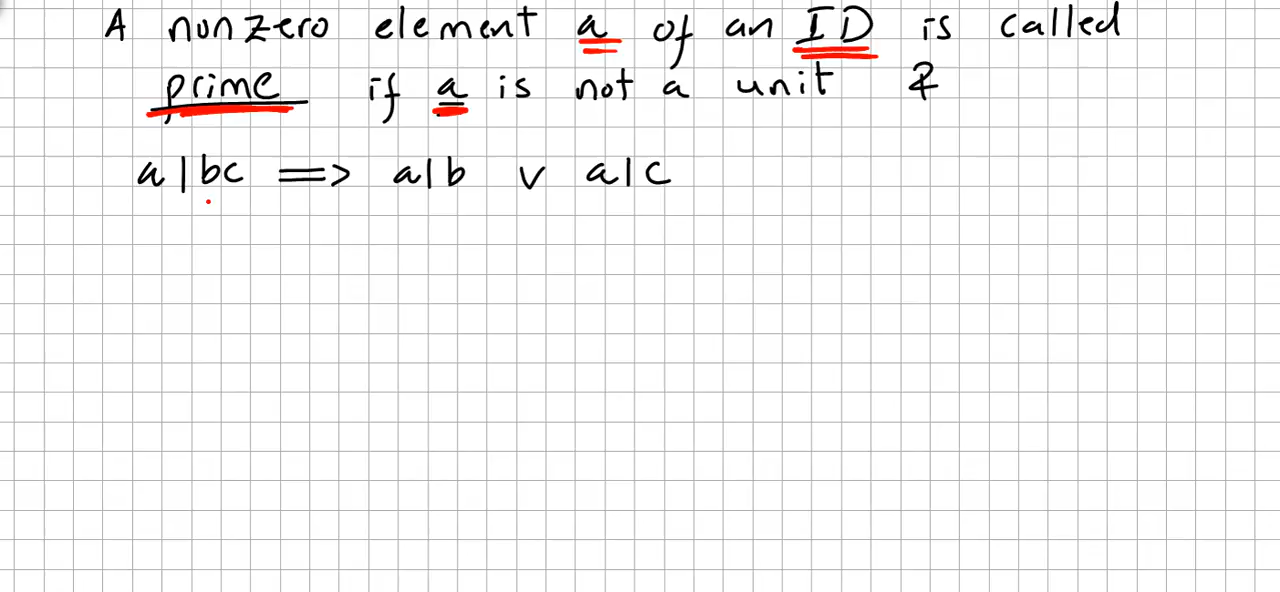 A nonzero element a of an ID is called
prime if a is not a unit &
a|bc => a|b ∨ a|c